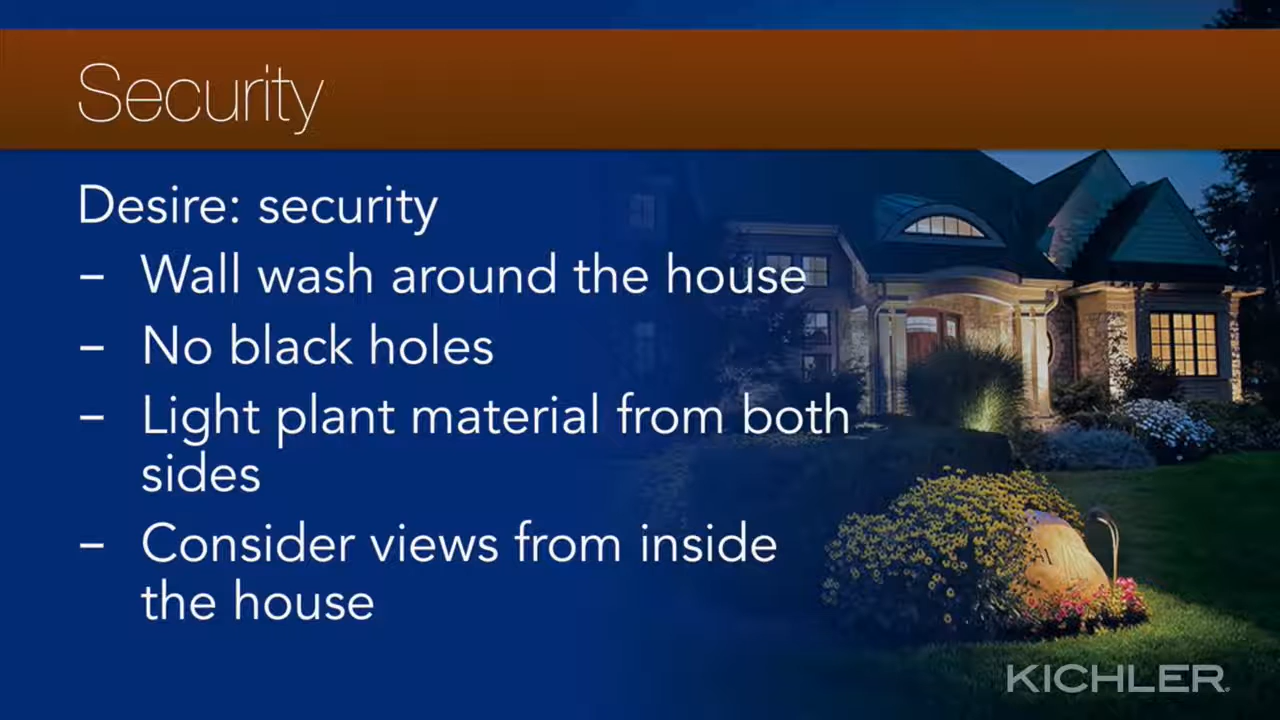 Security
Desire: security
– Wall wash around the house
– No black holes
– Light plant material from both
sides
– Consider views from inside
the house
KICHLER.